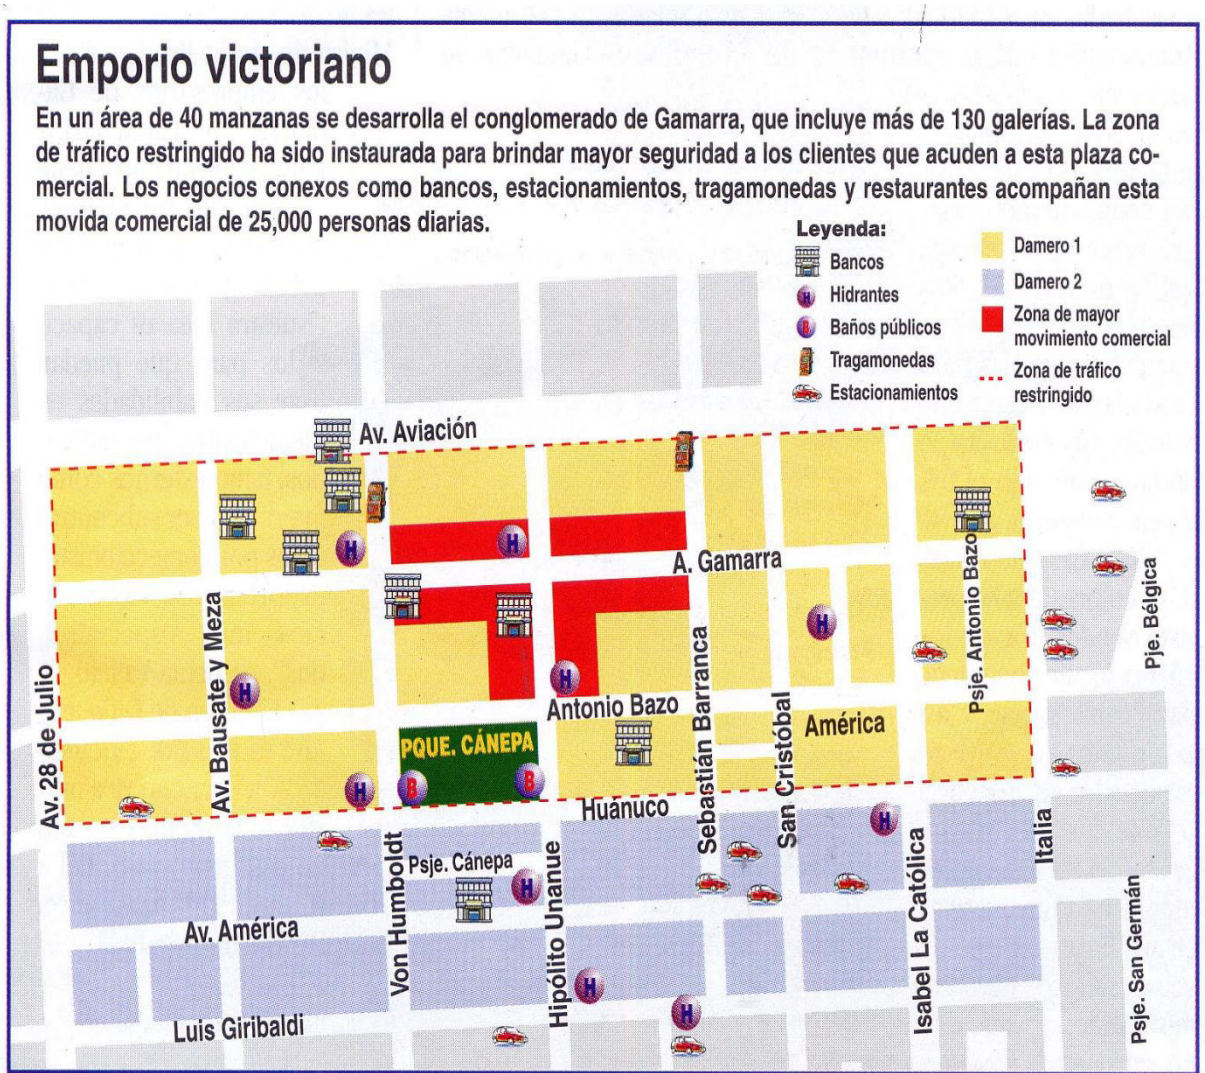 Emporio victoriano
En un área de 40 manzanas se desarrolla el conglomerado de Gamarra, que incluye más de 130 galerías. La zona
de tráfico restringido ha sido instaurada para brindar mayor seguridad a los clientes que acuden a esta plaza co-
mercial. Los negocios conexos como bancos, estacionamientos, tragamonedas y restaurantes acompañan esta
movida comercial de 25,000 personas diarias.
Leyenda:
Bancos
H Hidrantes
B Baños públicos
Tragamonedas
Estacionamientos
Damero 1
Damero 2
Zona de mayor
movimiento comercial
Zona de tráfico
restringido
Av. Aviación
H
H
A. Gamarra
H
H
H
Antonio Bazo
América
PQUE. CÁNEPA
H
B
B
Huánuco
H
Psje. Cánepa
H
Av. América
H
H
Luis Giribaldi
Av. 28 de Julio
Av. Bausate y Meza
Von Humboldt
Hipólito Unanue
Sebastián Barranca
San Cristóbal
Isabel La Católica
Psje. Antonio Bazo
Italia
Pje. Bélgica
Psje. San Germán